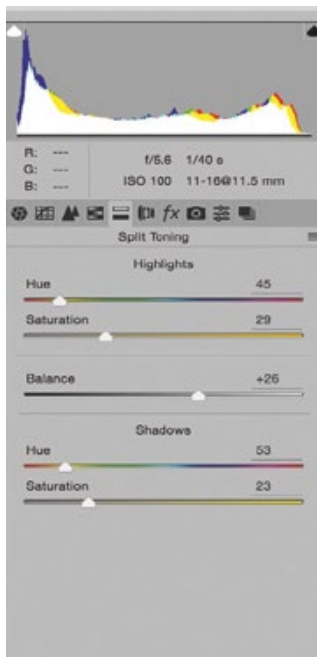 R: ---
G: ---
B: ---
f/5.6 1/40 s
ISO 100 11-16@11.5 mm
fx
Split Toning
Highlights
Hue 45
Saturation 29
Balance +26
Shadows
Hue 53
Saturation 23